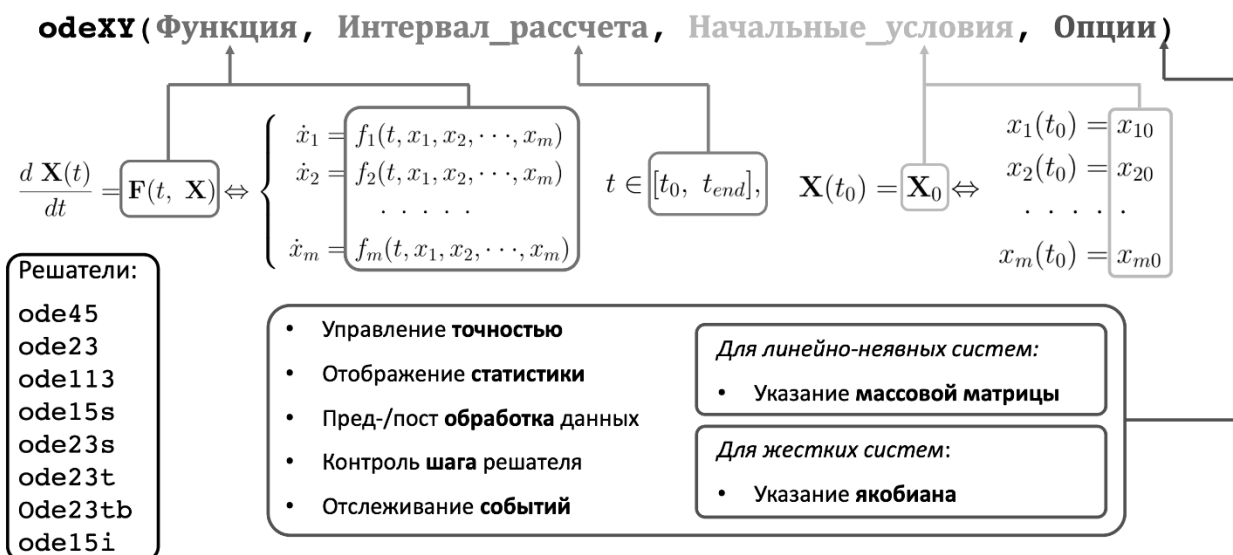 odeXY(Функция, Интервал_рассчета, Начальные_условия, Опции)
d X(t)/dt = F(t, X) ⇔ { ẋ₁ = f₁(t, x₁, x₂, · · · , xₘ)
ẋ₂ = f₂(t, x₁, x₂, · · · , xₘ)
. . . . .
ẋₘ = fₘ(t, x₁, x₂, · · · , xₘ)
t ∈ [t₀, t_end],
X(t₀) = X₀ ⇔
x₁(t₀) = x₁₀
x₂(t₀) = x₂₀
. . . . .
xₘ(t₀) = xₘ₀
Решатели:
ode45
ode23
ode113
ode15s
ode23s
ode23t
Ode23tb
ode15i
• Управление точностью
• Отображение статистики
• Пред-/пост обработка данных
• Контроль шага решателя
• Отслеживание событий
Для линейно-неявных систем:
• Указание массовой матрицы
Для жестких систем:
• Указание якобиана